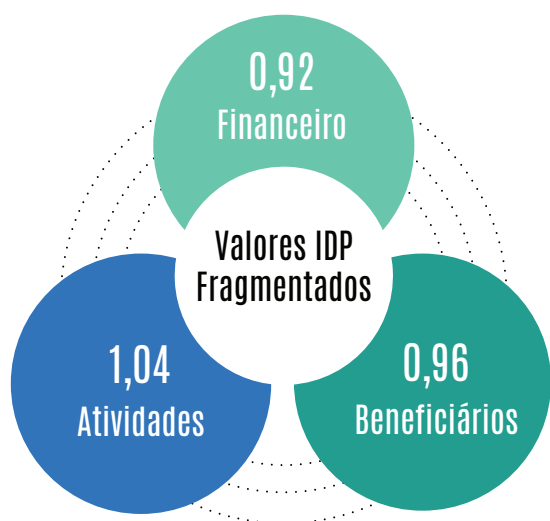 0,92
Financeiro
Valores IDP
Fragmentados
1,04
Atividades
0,96
Beneficiários